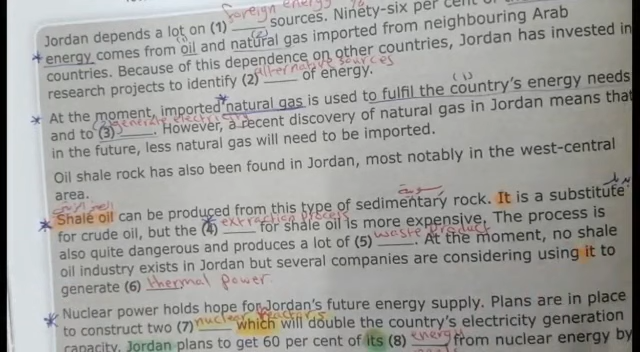 foreign energy
Jordan depends a lot on (1) ____ sources. Ninety-six per cent of
* energy comes from oil and natural gas imported from neighbouring Arab
countries. Because of this dependence on other countries, Jordan has invested in
alternative sources
research projects to identify (2) ____ of energy.
* At the moment, imported natural gas is used to fulfil the country's energy needs
generate electricity
and to (3) ____. However, a recent discovery of natural gas in Jordan means that
in the future, less natural gas will need to be imported.
Oil shale rock has also been found in Jordan, most notably in the west-central
area.
* Shale oil can be produced from this type of sedimentary rock. It is a substitute
extraction process
for crude oil, but the (4) ____ for shale oil is more expensive. The process is
waste product
also quite dangerous and produces a lot of (5) ____. At the moment, no shale
oil industry exists in Jordan but several companies are considering using it to
generate (6) thermal power.
* Nuclear power holds hope for Jordan's future energy supply. Plans are in place
nuclear reactors
to construct two (7) ____ which will double the country's electricity generation
capacity. Jordan plans to get 60 per cent of its (8) energy from nuclear energy by